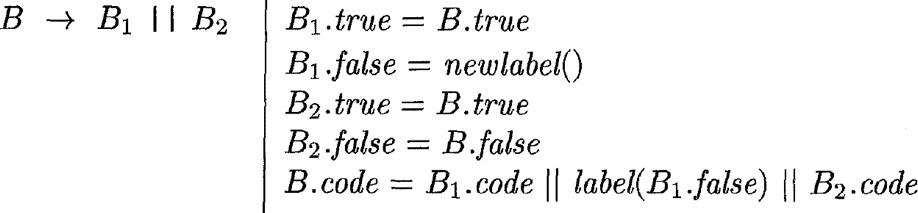 B → B₁ || B₂ B₁.true = B.true
B₁.false = newlabel()
B₂.true = B.true
B₂.false = B.false
B.code = B₁.code || label(B₁.false) || B₂.code